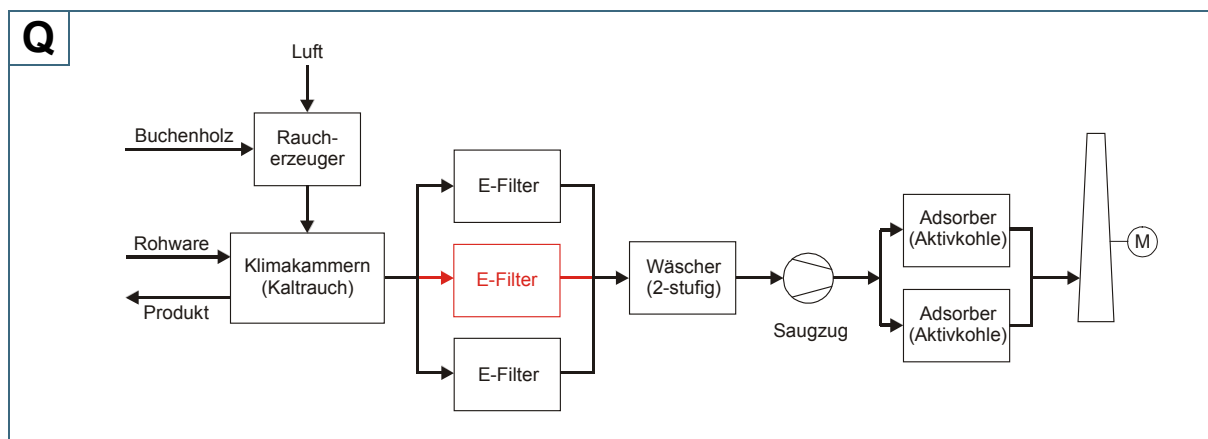 Q
Luft
Buchenholz
Rauch-
erzeuger
Rohware
Klimakammern
(Kaltrauch)
Produkt
E-Filter
E-Filter
E-Filter
Wäscher
(2-stufig)
Saugzug
Adsorber
(Aktivkohle)
Adsorber
(Aktivkohle)
M